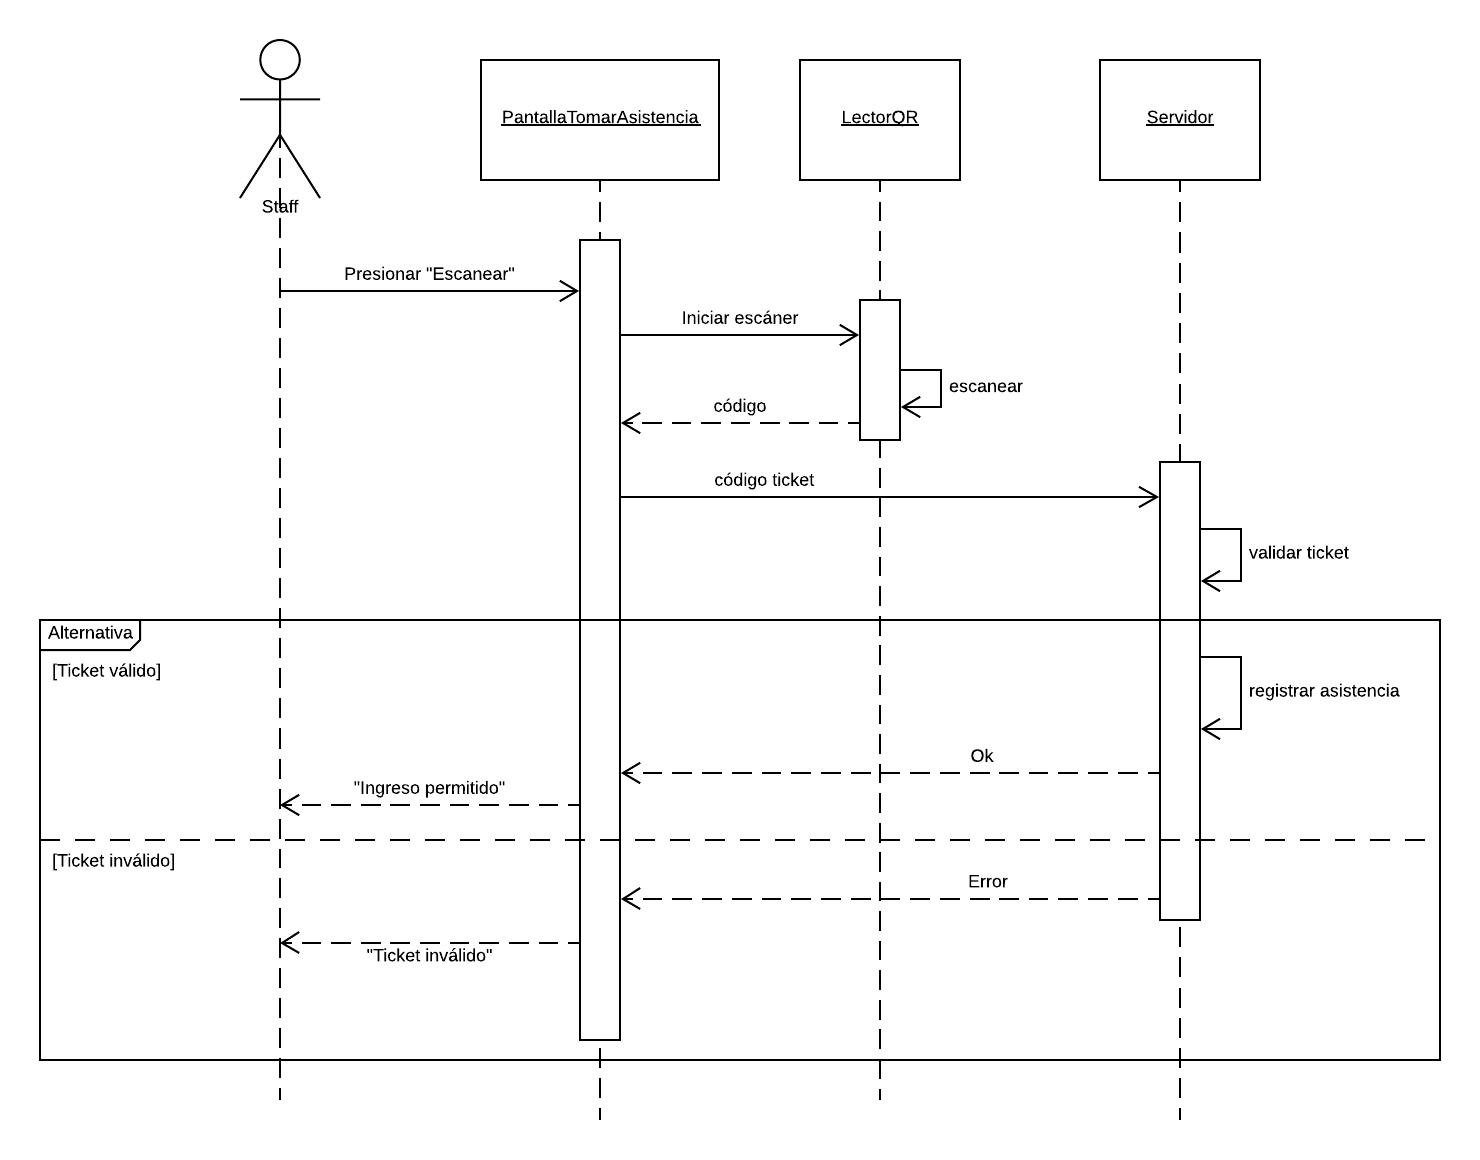 Staff
PantallaTomarAsistencia
LectorQR
Servidor
Presionar "Escanear"
Iniciar escáner
escanear
código
código ticket
validar ticket
Alternativa
[Ticket válido]
registrar asistencia
Ok
"Ingreso permitido"
[Ticket inválido]
Error
"Ticket inválido"